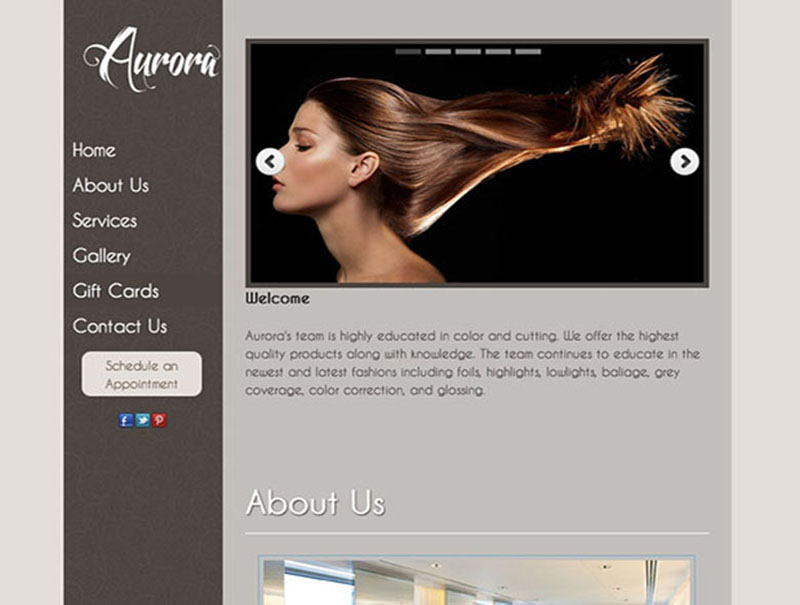 Aurora
Home
About Us
Services
Gallery
Gift Cards
Contact Us
Schedule an
Appointment
Welcome
Aurora's team is highly educated in color and cutting. We offer the highest
quality products along with knowledge. The team continues to educate in the
newest and latest fashions including foils, highlights, lowlights, baliage, grey
coverage, color correction, and glossing.
About Us